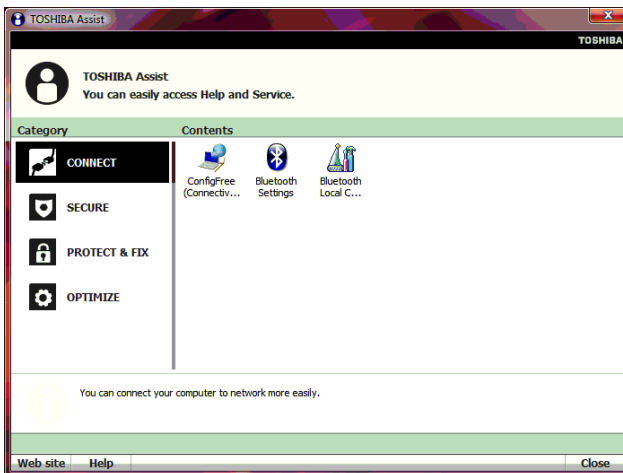 TOSHIBA Assist
TOSHIBA
TOSHIBA Assist
You can easily access Help and Service.
Category
Contents
CONNECT
SECURE
PROTECT & FIX
OPTIMIZE
ConfigFree
(Connectiv...
Bluetooth
Settings
Bluetooth
Local C...
You can connect your computer to network more easily.
Web site
Help
Close